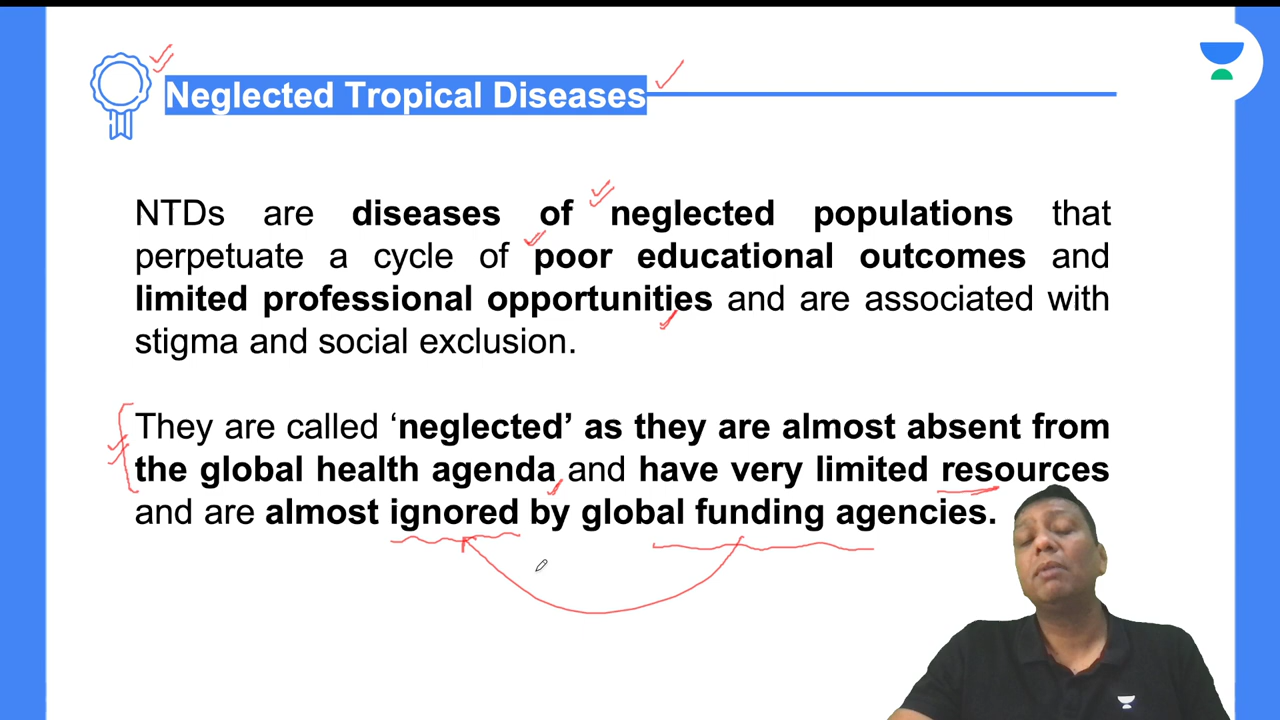 Neglected Tropical Diseases
NTDs are diseases of neglected populations that
perpetuate a cycle of poor educational outcomes and
limited professional opportunities and are associated with
stigma and social exclusion.
They are called ‘neglected’ as they are almost absent from
the global health agenda and have very limited resources
and are almost ignored by global funding agencies.